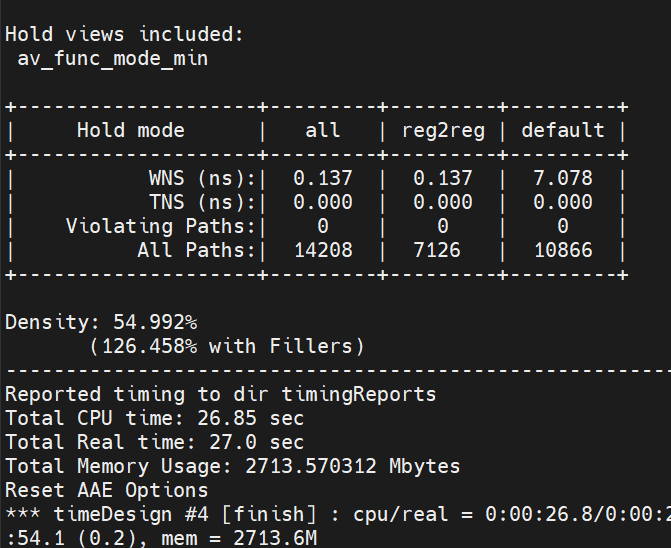 Hold views included:
 av_func_mode_min
+--------------------+---------+---------+---------+
|     Hold mode      |   all   | reg2reg | default |
+--------------------+---------+---------+---------+
|           WNS (ns):|  0.137  |  0.137  |  7.078  |
|           TNS (ns):|  0.000  |  0.000  |  0.000  |
|    Violating Paths:|    0    |    0    |    0    |
|          All Paths:|  14208  |  7126   |  10866  |
+--------------------+---------+---------+---------+
Density: 54.992%
       (126.458% with Fillers)
---------------------------------------------------------
Reported timing to dir timingReports
Total CPU time: 26.85 sec
Total Real time: 27.0 sec
Total Memory Usage: 2713.570312 Mbytes
Reset AAE Options
*** timeDesign #4 [finish] : cpu/real = 0:00:26.8/0:00:2
:54.1 (0.2), mem = 2713.6M